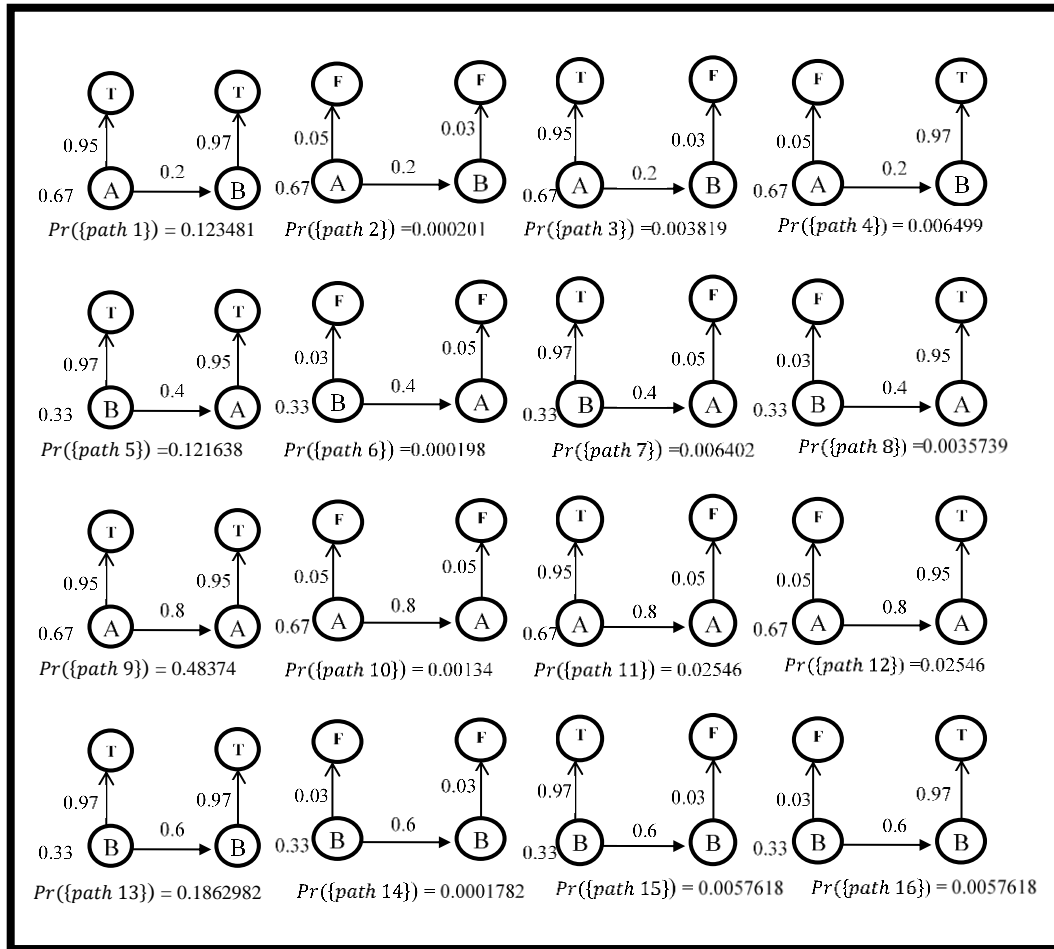 T T F F T F F T
0.95 0.97 0.05 0.03 0.95 0.03 0.05 0.97
0.2 0.2 0.2 0.2
0.67 A B 0.67 A B 0.67 A B 0.67 A B
Pr({path 1}) = 0.123481 Pr({path 2}) =0.000201 Pr({path 3}) =0.003819 Pr({path 4}) = 0.006499
T T F F T F F T
0.97 0.95 0.03 0.05 0.97 0.05 0.03 0.95
0.4 0.4 0.4 0.4
0.33 B A 0.33 B A 0.33 B A 0.33 B A
Pr({path 5}) =0.121638 Pr({path 6}) =0.000198 Pr({path 7}) =0.006402 Pr({path 8}) =0.0035739
T T F F T F F T
0.95 0.95 0.05 0.05 0.95 0.05 0.05 0.95
0.8 0.8 0.8 0.8
0.67 A A 0.67 A A 0.67 A A 0.67 A A
Pr({path 9}) = 0.48374 Pr({path 10}) = 0.00134 Pr({path 11}) = 0.02546 Pr({path 12}) =0.02546
T T F F T F F T
0.97 0.97 0.03 0.03 0.97 0.03 0.03 0.97
0.6 0.6 0.6 0.6
0.33 B B 0.33 B B 0.33 B B 0.33 B B
Pr({path 13}) = 0.1862982 Pr({path 14}) = 0.0001782 Pr({path 15}) = 0.0057618 Pr({path 16}) = 0.0057618